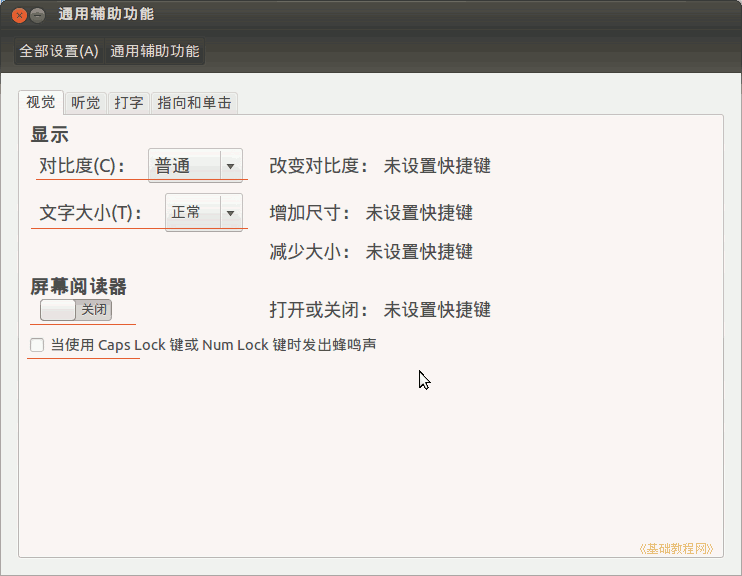 通用辅助功能
全部设置(A) 通用辅助功能
视觉 听觉 打字 指向和单击
显示
对比度(C): 普通 改变对比度: 未设置快捷键
文字大小(T): 正常 增加尺寸: 未设置快捷键
减少大小: 未设置快捷键
屏幕阅读器
关闭 打开或关闭: 未设置快捷键
当使用 Caps Lock 键或 Num Lock 键时发出蜂鸣声
《基础教程网》